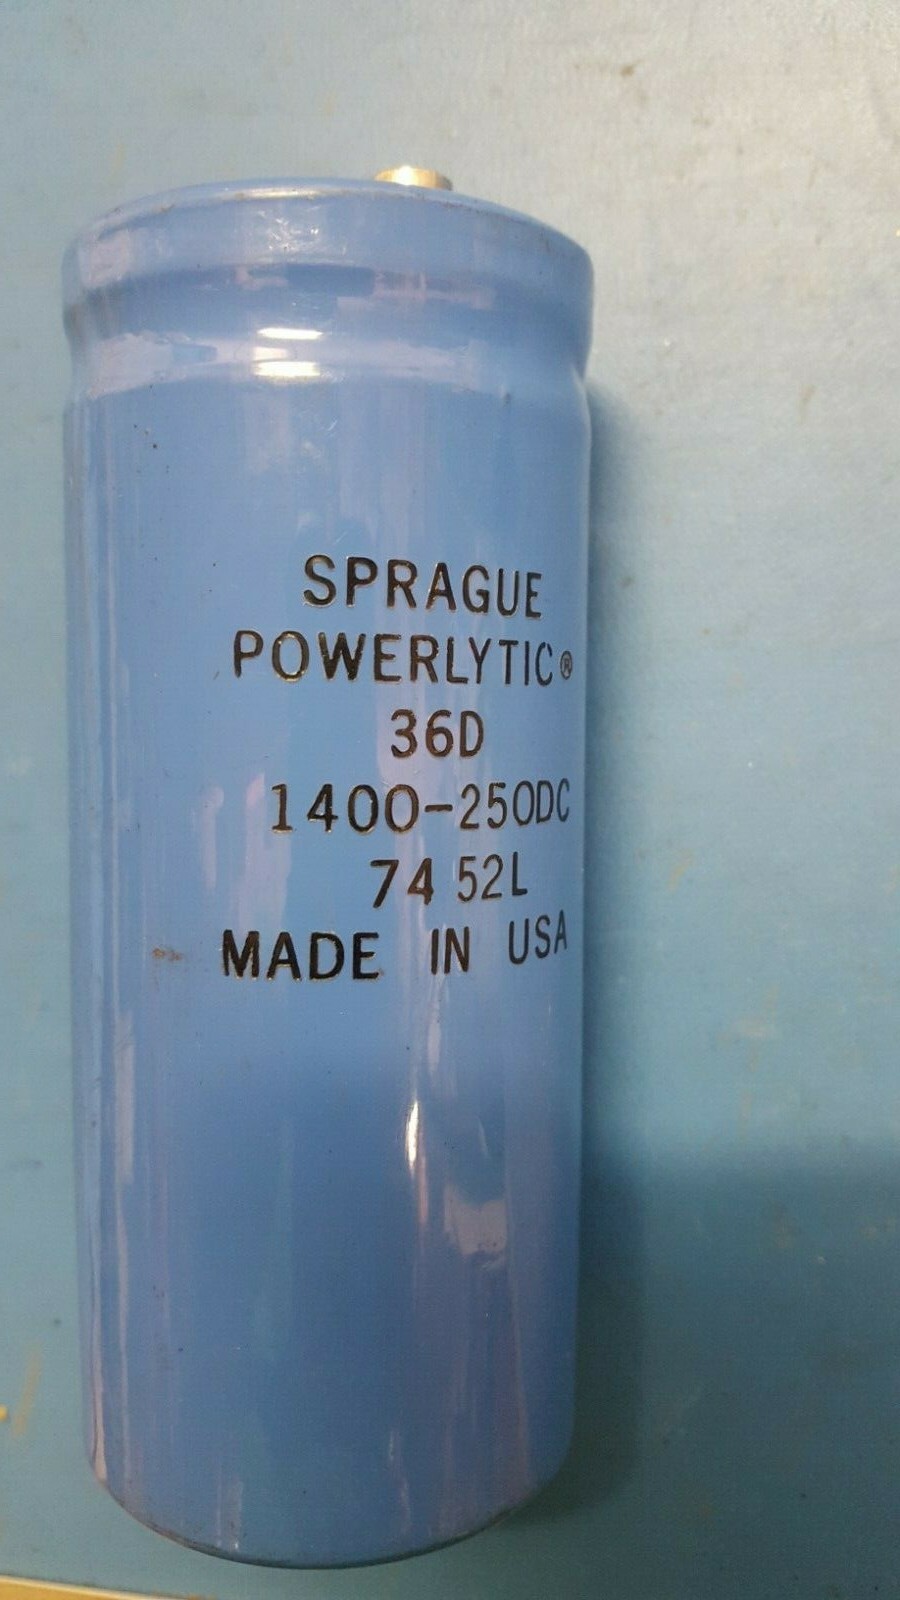 SPRAGUE
POWERLYTIC®
36D
1400-250DC
74 52L
MADE IN USA